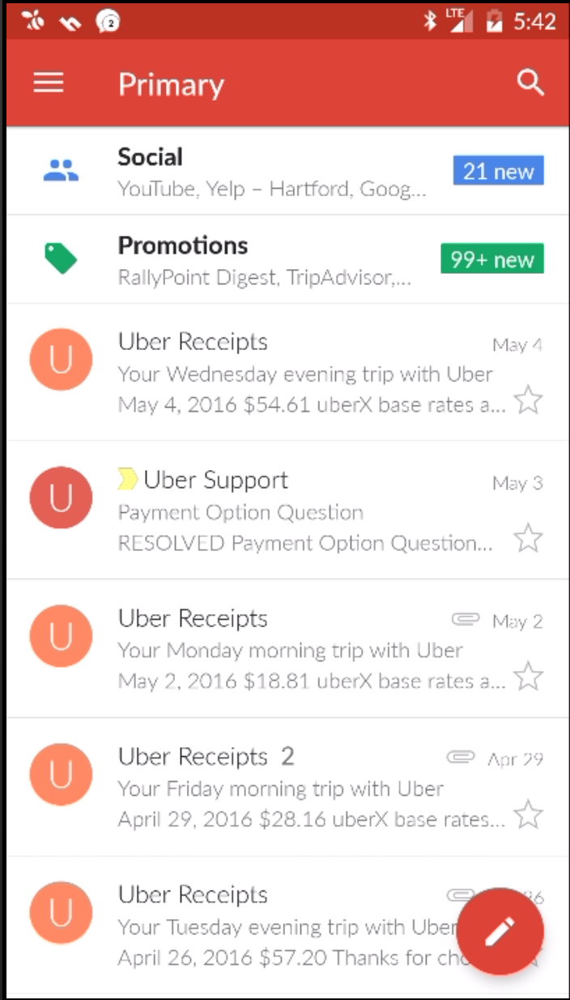 2
LTE
5:42
Primary
Social
21 new
YouTube, Yelp – Hartford, Goog...
Promotions
99+ new
RallyPoint Digest, TripAdvisor,...
U
Uber Receipts
May 4
Your Wednesday evening trip with Uber
May 4, 2016 $54.61 uberX base rates a...
U
Uber Support
May 3
Payment Option Question
RESOLVED Payment Option Question...
U
Uber Receipts
May 2
Your Monday morning trip with Uber
May 2, 2016 $18.81 uberX base rates a...
U
Uber Receipts 2
Apr 29
Your Friday morning trip with Uber
April 29, 2016 $28.16 uberX base rates...
U
Uber Receipts
Your Tuesday evening trip with Uber
April 26, 2016 $57.20 Thanks for